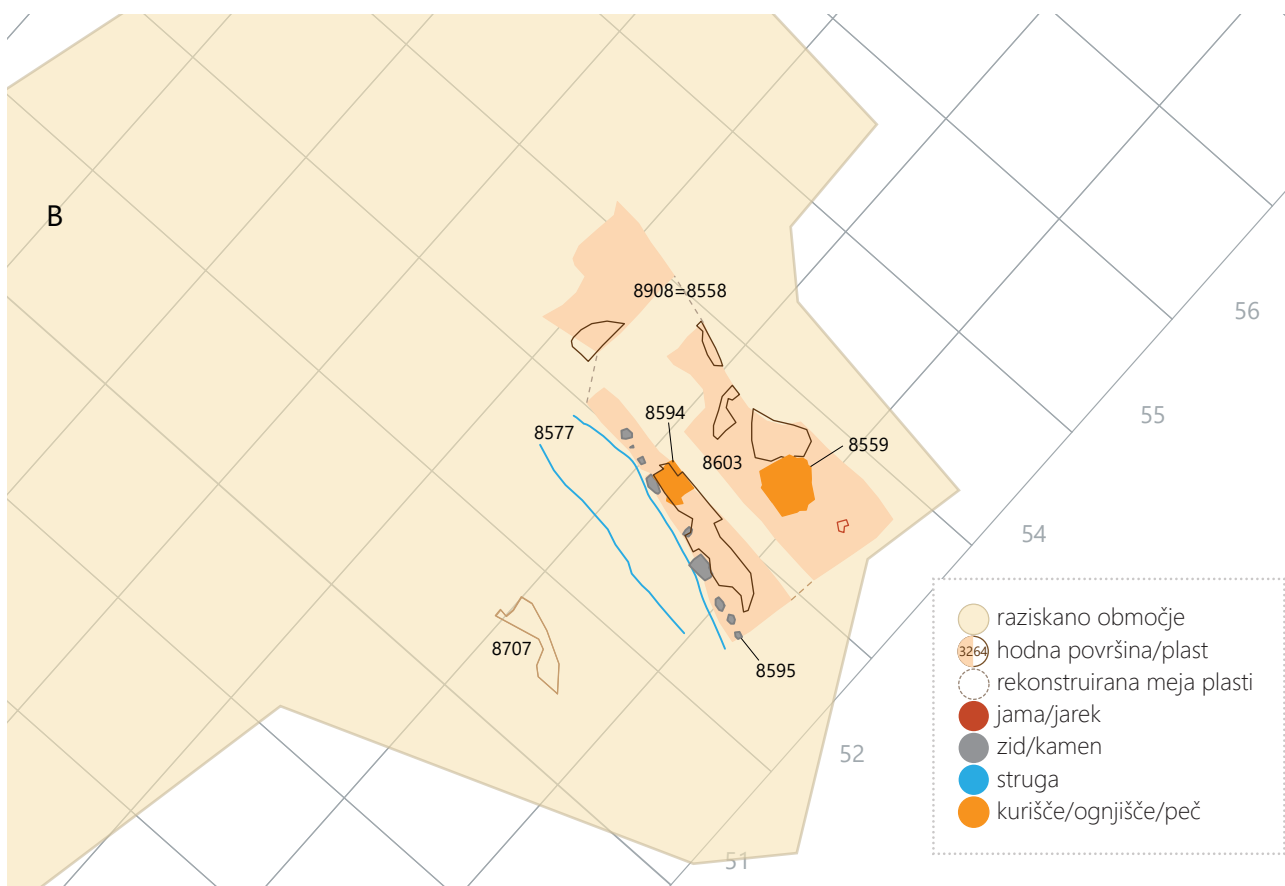 B
8908=8558
56
55
8594
8577
8559
8603
54
8707
8595
52
51
raziskano območje
3264 hodna površina/plast
rekonstruirana meja plasti
jama/jarek
zid/kamen
struga
kurišče/ognjišče/peč